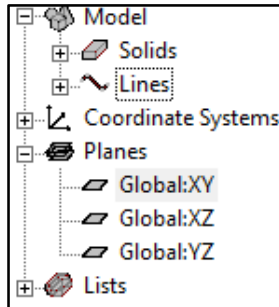 Model
Solids
Lines
Coordinate Systems
Planes
Global:XY
Global:XZ
Global:YZ
Lists